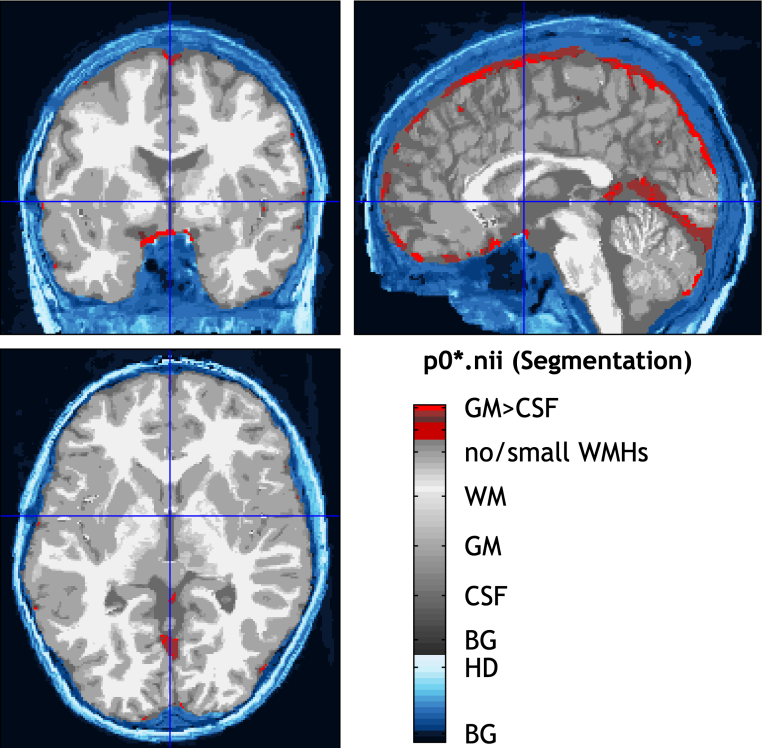 p0*.nii (Segmentation)
GM>CSF
no/small WMHs
WM
GM
CSF
BG
HD
BG